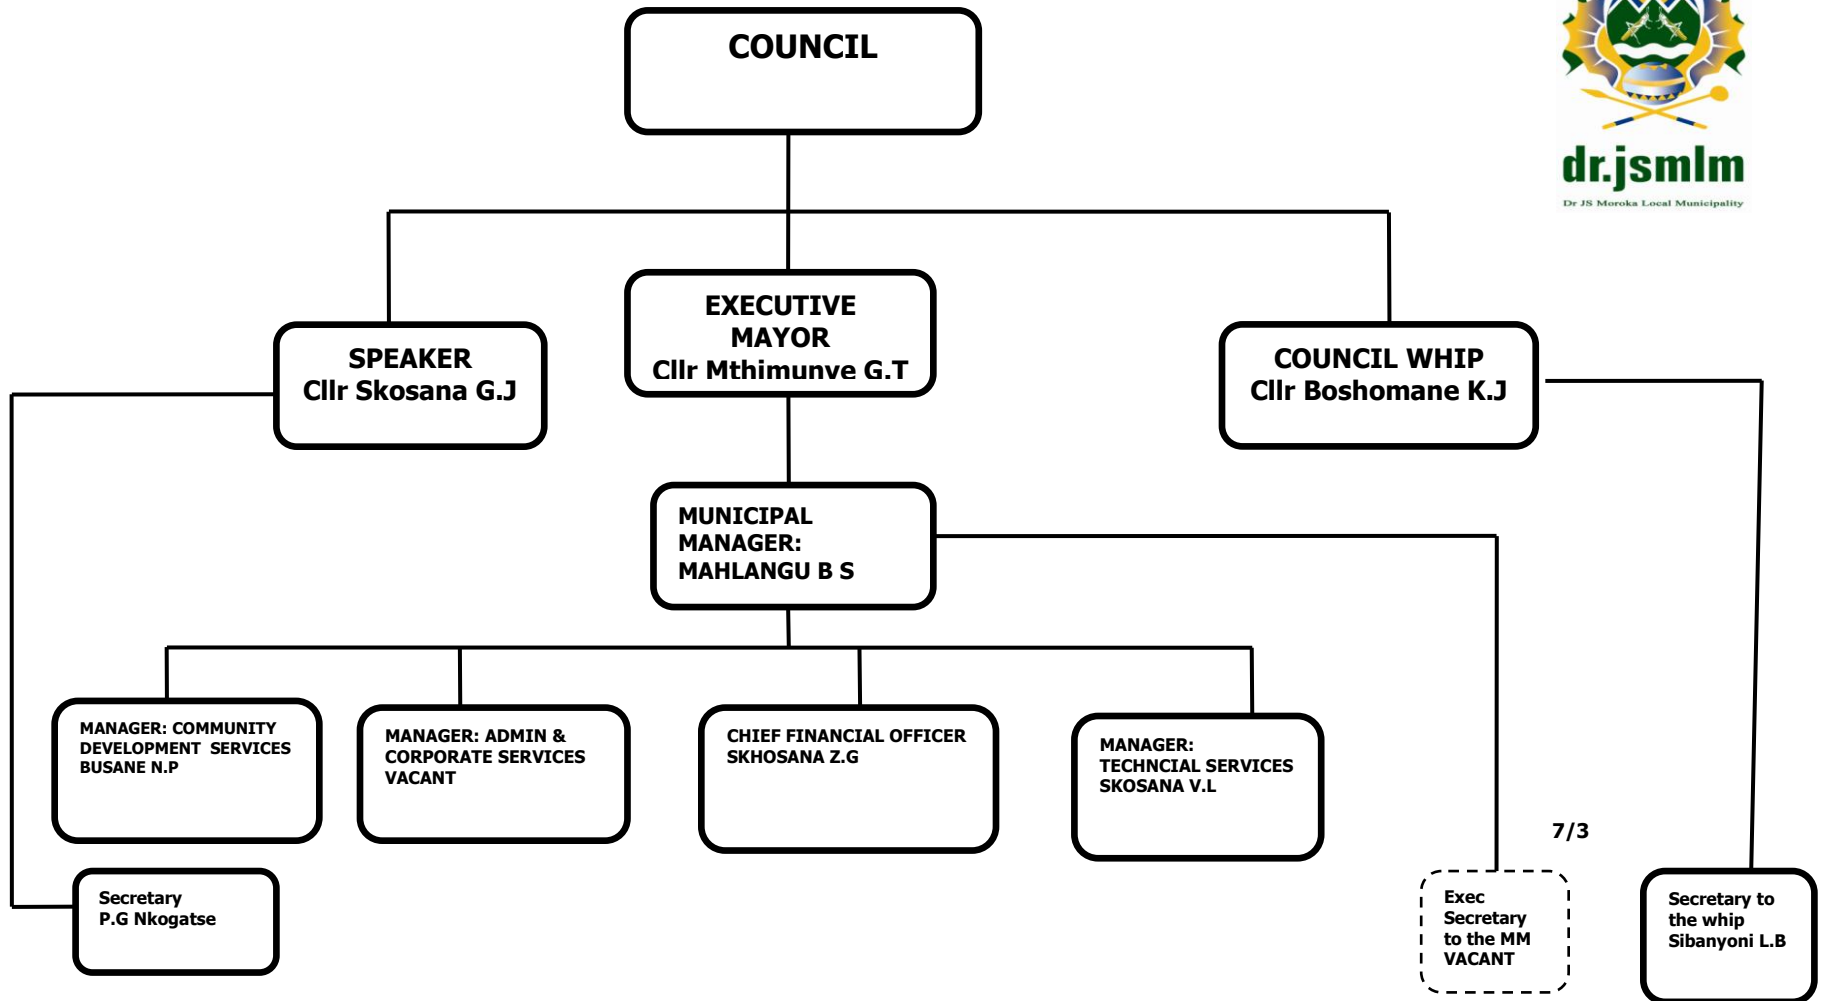 COUNCIL
dr.jsmlm
Dr JS Moroka Local Municipality
EXECUTIVE
MAYOR
Cllr Mthimunye G.T
SPEAKER
Cllr Skosana G.J
COUNCIL WHIP
Cllr Boshomane K.J
MUNICIPAL
MANAGER:
MAHLANGU B S
MANAGER: COMMUNITY
DEVELOPMENT SERVICES
BUSANE N.P
MANAGER: ADMIN &
CORPORATE SERVICES
VACANT
CHIEF FINANCIAL OFFICER
SKHOSANA Z.G
MANAGER:
TECHNCIAL SERVICES
SKOSANA V.L
7/3
Secretary
P.G Nkogatse
Exec
Secretary
to the MM
VACANT
Secretary to
the whip
Sibanyoni L.B